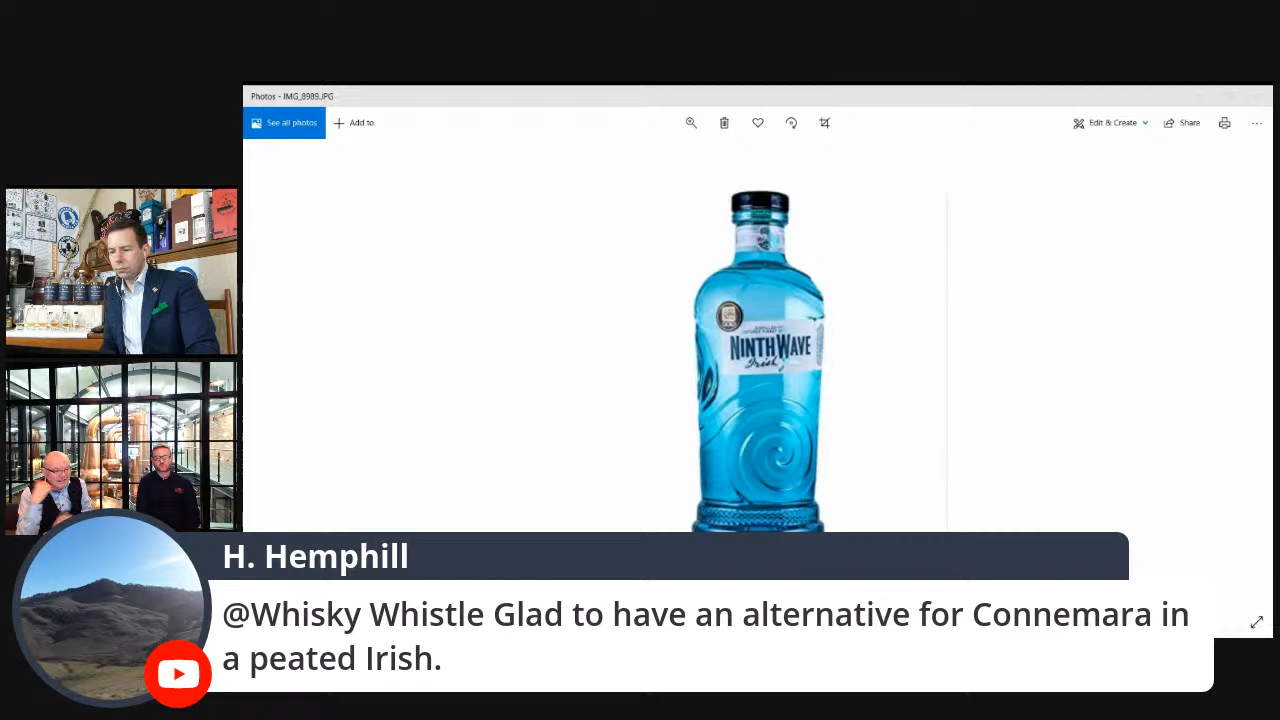 Photos - IMG_8989.JPG
See all photos
Add to
Edit & Create
Share
NINTH WAVE
Irish
H. Hemphill
@Whisky Whistle Glad to have an alternative for Connemara in
a peated Irish.